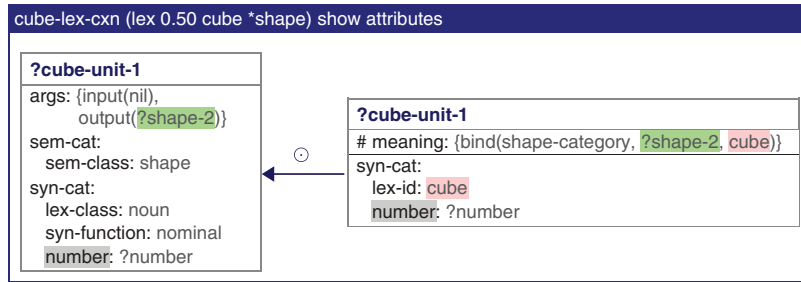 cube-lex-cxn (lex 0.50 cube *shape) show attributes
?cube-unit-1
args: {input(nil),
output(?shape-2)}
sem-cat:
sem-class: shape
syn-cat:
lex-class: noun
syn-function: nominal
number: ?number
⊙
?cube-unit-1
# meaning: {bind(shape-category, ?shape-2, cube)}
syn-cat:
lex-id: cube
number: ?number